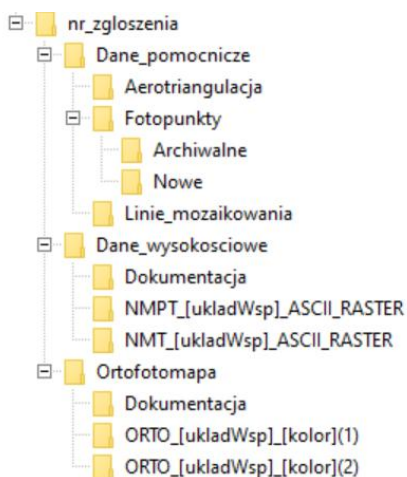 nr_zgloszenia
Dane_pomocnicze
Aerotriangulacja
Fotopunkty
Archiwalne
Nowe
Linie_mozaikowania
Dane_wysokosciowe
Dokumentacja
NMPT_[ukladWsp]_ASCII_RASTER
NMT_[ukladWsp]_ASCII_RASTER
Ortofotomapa
Dokumentacja
ORTO_[ukladWsp]_[kolor](1)
ORTO_[ukladWsp]_[kolor](2)